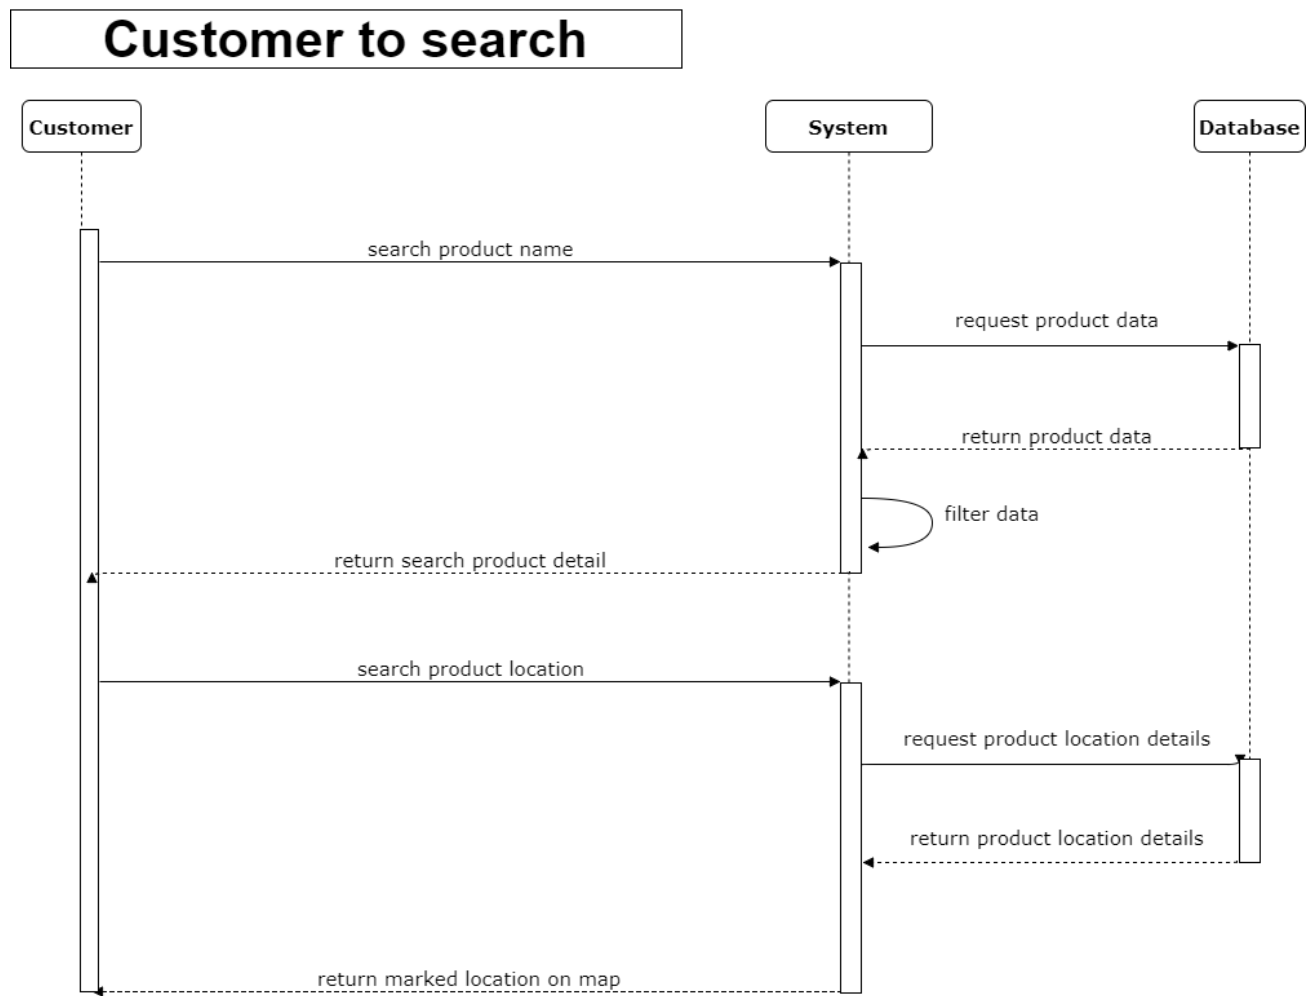 Customer to search
Customer
System
Database
search product name
request product data
return product data
filter data
return search product detail
search product location
request product location details
return product location details
return marked location on map